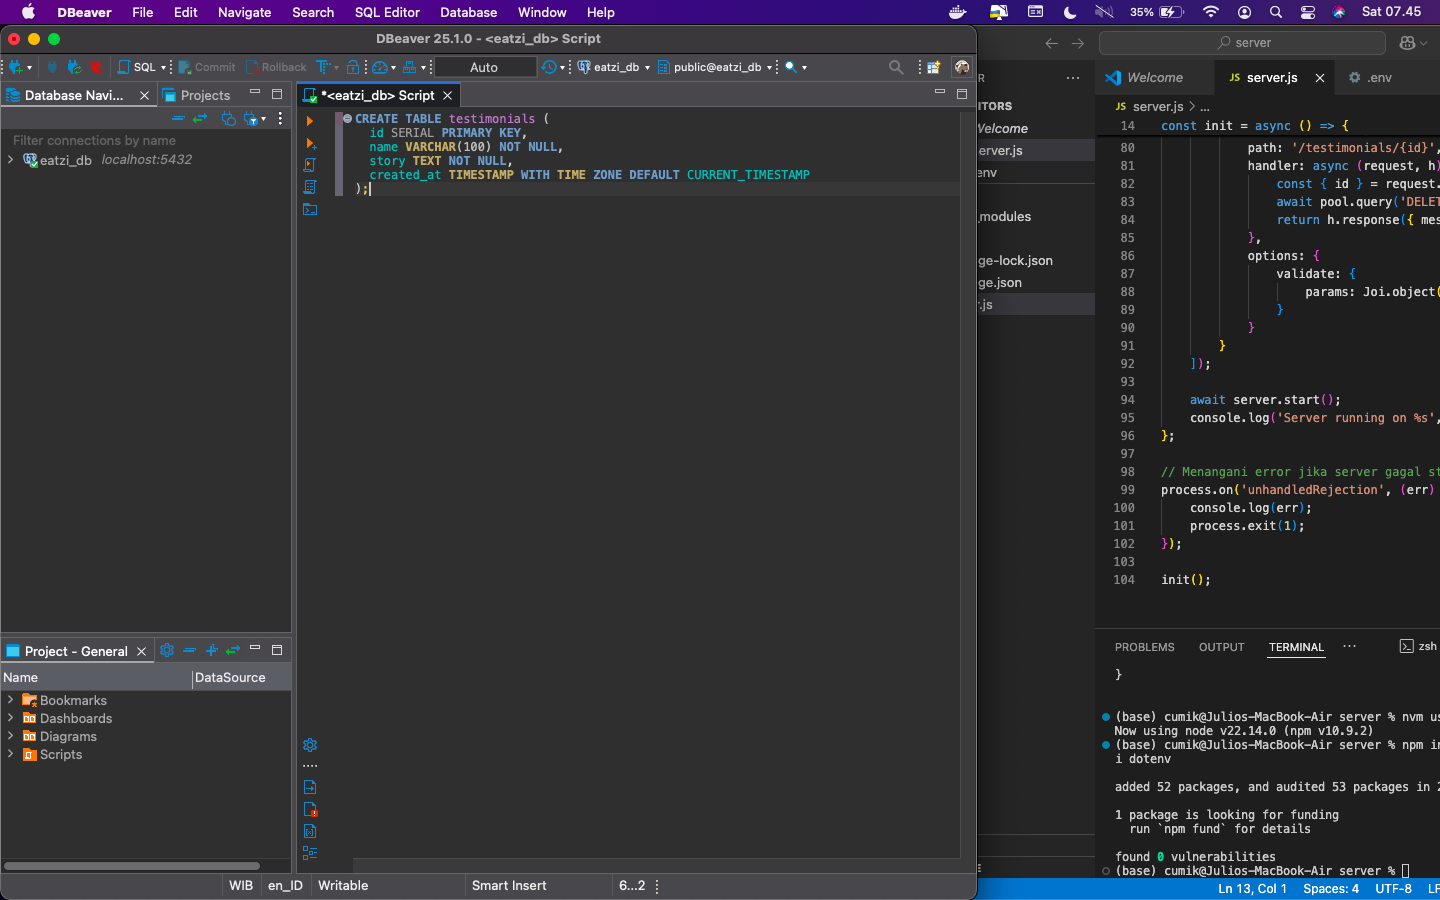 DBeaver File Edit Navigate Search SQL Editor Database Window Help 35% Sat 07.45
DBeaver 25.1.0 - <eatzi_db> Script
SQL Commit Rollback Auto eatzi_db public@eatzi_db
Database Navi... Projects
Filter connections by name
eatzi_db localhost:5432
*<eatzi_db> Script
CREATE TABLE testimonials (
id SERIAL PRIMARY KEY,
name VARCHAR(100) NOT NULL,
story TEXT NOT NULL,
created_at TIMESTAMP WITH TIME ZONE DEFAULT CURRENT_TIMESTAMP
);
Project - General
Name DataSource
Bookmarks
Dashboards
Diagrams
Scripts
WIB en_ID Writable Smart Insert 6...2
server
R
ITORS
Welcome
erver.js
env
_modules
ge-lock.json
ge.json
r.js
Welcome JS server.js .env
JS server.js > ...
14 const init = async () => {
80 path: '/testimonials/{id}',
81 handler: async (request, h)
82 const { id } = request.
83 await pool.query('DELET
84 return h.response({ mes
85 },
86 options: {
87 validate: {
88 params: Joi.object(
89 }
90 }
91 }
92 ]);
93
94 await server.start();
95 console.log('Server running on %s',
96 };
97
98 // Menangani error jika server gagal st
99 process.on('unhandledRejection', (err)
100 console.log(err);
101 process.exit(1);
102 });
103
104 init();
PROBLEMS OUTPUT TERMINAL ... zsh
}
(base) cumik@Julios-MacBook-Air server % nvm us
Now using node v22.14.0 (npm v10.9.2)
(base) cumik@Julios-MacBook-Air server % npm in
i dotenv
added 52 packages, and audited 53 packages in 2
1 package is looking for funding
run `npm fund` for details
found 0 vulnerabilities
(base) cumik@Julios-MacBook-Air server %
Ln 13, Col 1 Spaces: 4 UTF-8 LF